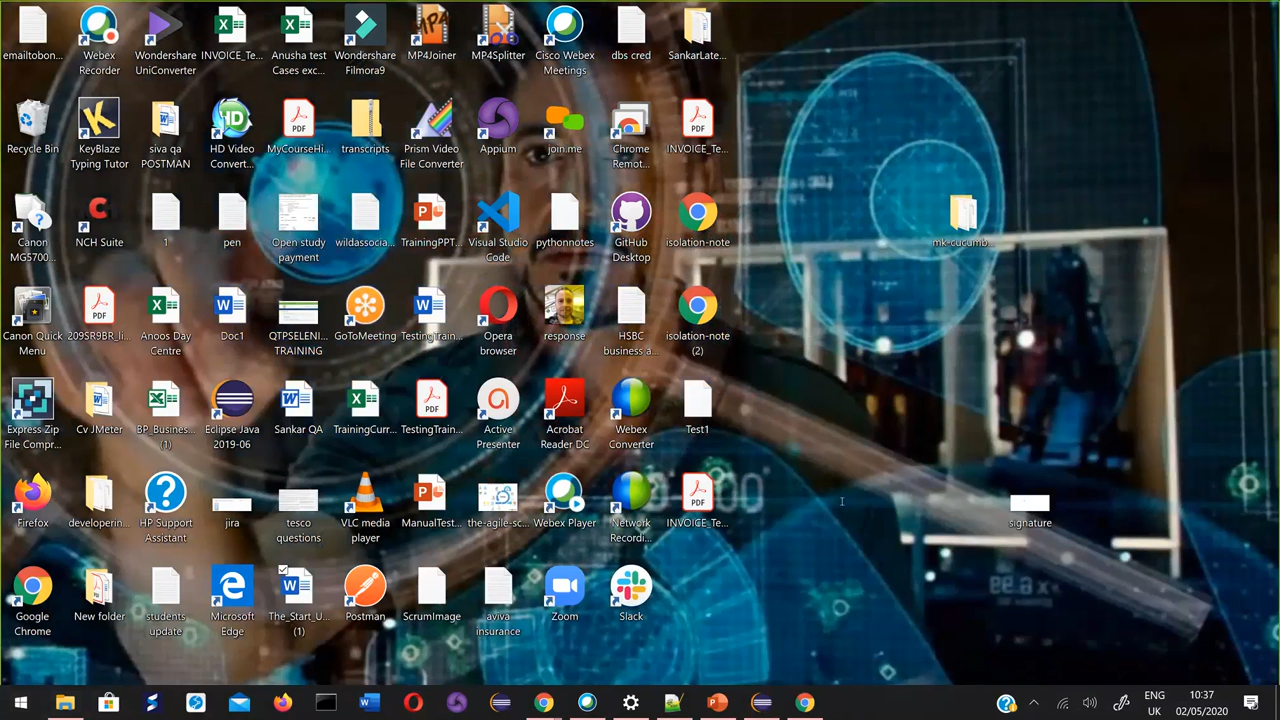 emailtobon...
Webex
Recorder
Wondershare
UniConverter
INVOICE_Te...
Anusha test
Cases exc...
Wondershare
Filmora9
MP4Joiner
MP4Splitter
Cisco Webex
Meetings
dbs cred
SankarLate...
Recycle Bin
KeyBlaze
Typing Tutor
siva qa
POSTMAN
HD Video
Convert...
MyCourseHi...
transcripts
Prism Video
File Converter
Appium
join.me
Chrome
Remot...
INVOICE_Te...
Canon
MG5700...
NCH Suite
1
pen
Open study
payment
wildassocia...
TrainingPPT...
Visual Studio
Code
pythonnotes
GitHub
Desktop
isolation-note
mk-cucumb...
Canon Quick
Menu
209SR9BR_li...
Anoos Day
Centre
Doc1
QTPSELENI...
TRAINING
GoToMeeting
TestingTrain...
Opera
browser
response
HSBC
business a...
isolation-note
(2)
Express Zip
File Compr...
Cv JMeter
BP_Busines...
(1)
Eclipse Java
2019-06
Sankar QA
TrainingCurr...
TestingTrain...
Active
Presenter
Acrobat
Reader DC
Webex
Converter
Test1
Firefox
developerin...
HP Support
Assistant
jira
tesco
questions
VLC media
player
ManualTest...
the-agile-sc...
Webex Player
Network
Recordi...
INVOICE_Te...
signature
Google
Chrome
New folder
students
update
Microsoft
Edge
The_Start_U...
(1)
Postman
ScrumImage
aviva
insurance
Zoom
Slack
ENG
UK
10:37
02/05/2020